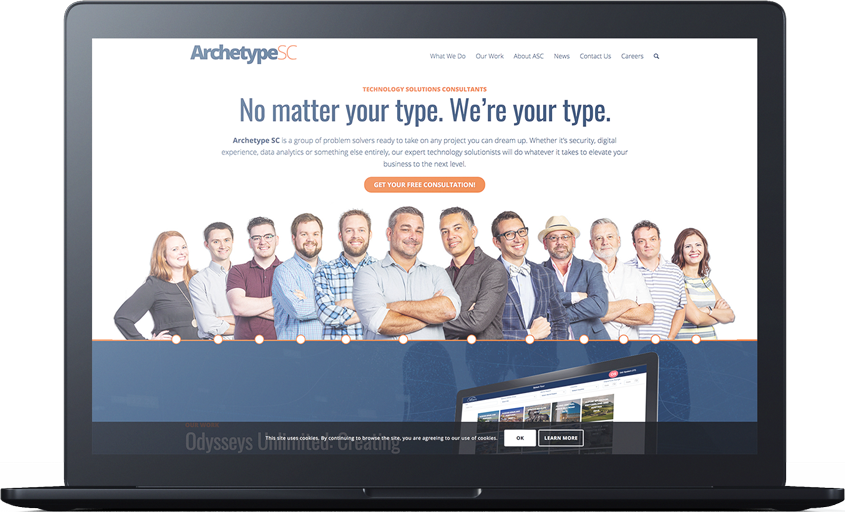 ArchetypeSC
What We Do
Our Work
About ASC
News
Contact Us
Careers
TECHNOLOGY SOLUTIONS CONSULTANTS
No matter your type. We're your type.
Archetype SC is a group of problem solvers ready to take on any project you can dream up. Whether it's security, digital
experience, data analytics or something else entirely, our expert technology solutionists will do whatever it takes to elevate your
business to the next level.
GET YOUR FREE CONSULTATION!
OUR WORK
Odysseys Unlimited: Creating
This site uses cookies. By continuing to browse the site, you are agreeing to our use of cookies.
OK
LEARN MORE